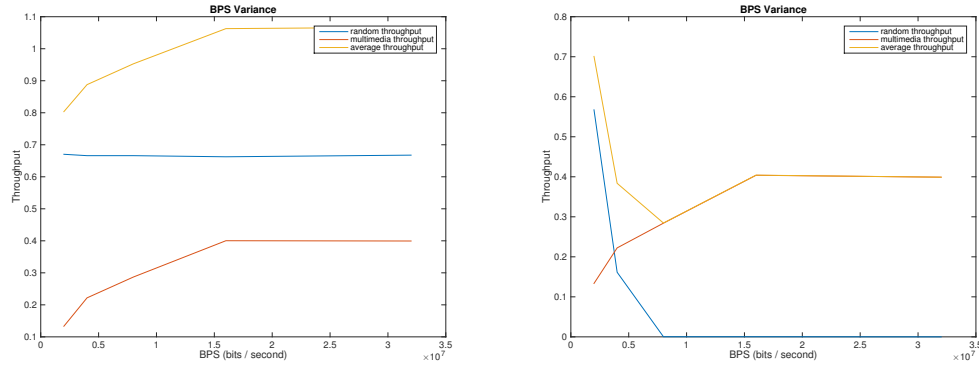 BPS Variance
random throughput
multimedia throughput
average throughput
Throughput
1.1
1
0.9
0.8
0.7
0.6
0.5
0.4
0.3
0.2
0.1
0 0.5 1 1.5 2 2.5 3 3.5
BPS (bits / second)
×10⁷
BPS Variance
random throughput
multimedia throughput
average throughput
Throughput
0.8
0.7
0.6
0.5
0.4
0.3
0.2
0.1
0
0 0.5 1 1.5 2 2.5 3 3.5
BPS (bits / second)
×10⁷